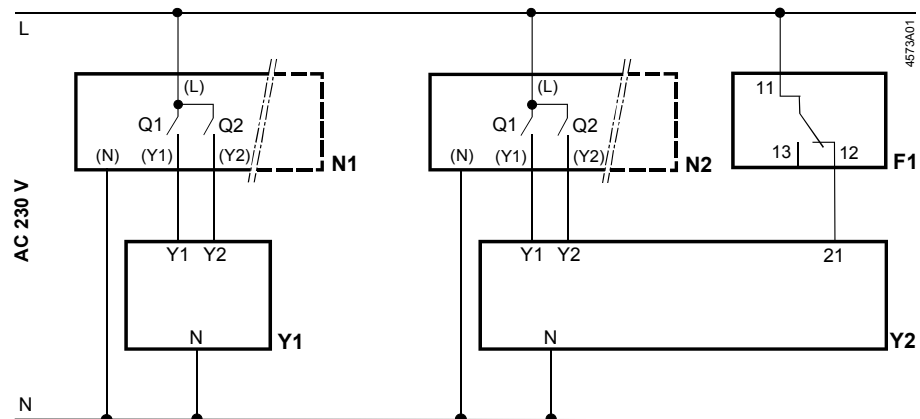 L
4573A01
(L) (L) 11
Q1 Q2 Q1 Q2
(N) (Y1) (Y2) N1 (N) (Y1) (Y2) N2 13 12 F1
AC 230 V
Y1 Y2 Y1 Y2 21
N Y1 N Y2
N